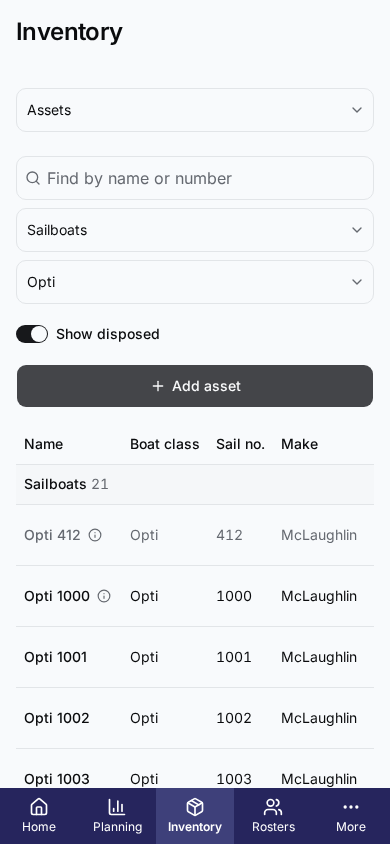 Inventory
Assets
Find by name or number
Sailboats
Opti
Show disposed
Add asset
Name Boat class Sail no. Make
Sailboats 21
Opti 412 Opti 412 McLaughlin
Opti 1000 Opti 1000 McLaughlin
Opti 1001 Opti 1001 McLaughlin
Opti 1002 Opti 1002 McLaughlin
Opti 1003 Opti 1003 McLaughlin
Home Planning Inventory Rosters More